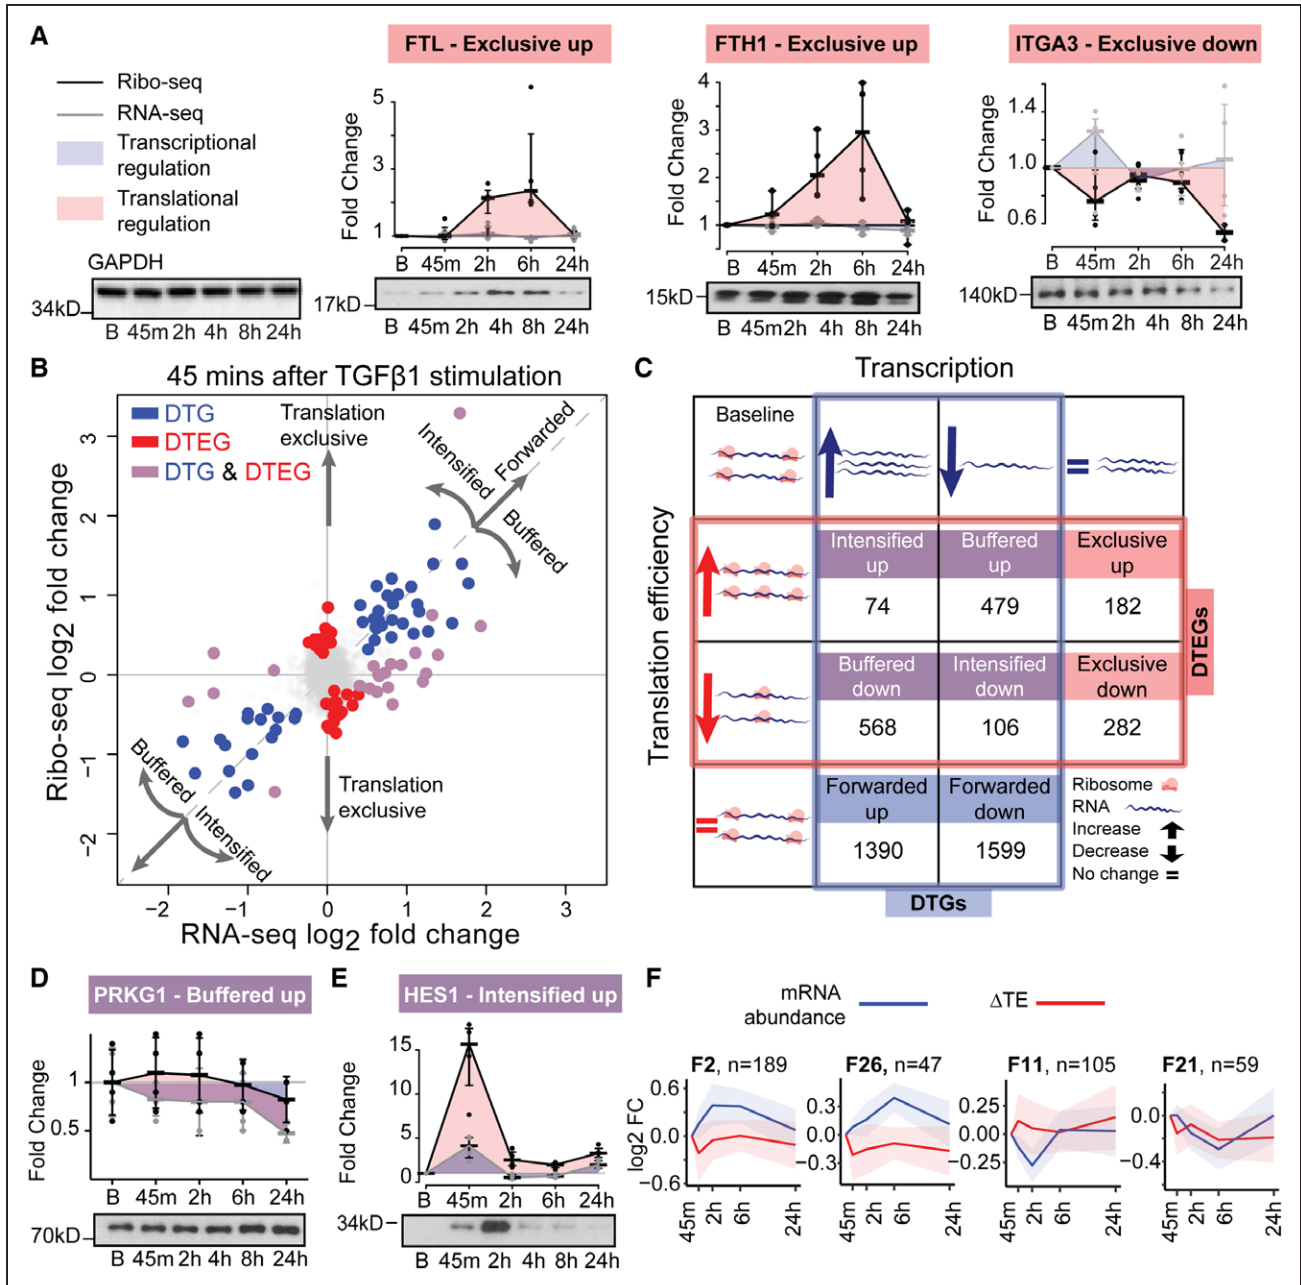 A
Ribo-seq
RNA-seq
Transcriptional
regulation
Translational
regulation
GAPDH
34kD
B 45m 2h 4h 8h 24h
FTL - Exclusive up
Fold Change
5
3
1
B 45m 2h 6h 24h
17kD
B 45m 2h 4h 8h 24h
FTH1 - Exclusive up
Fold Change
4
3
2
1
B 45m 2h 6h 24h
15kD
B 45m 2h 4h 8h 24h
ITGA3 - Exclusive down
Fold Change
1.4
1.0
0.6
B 45m 2h 6h 24h
140kD
B 45m 2h 4h 8h 24h
B
45 mins after TGFβ1 stimulation
DTG
DTEG
DTG & DTEG
Translation
exclusive
Intensified
Forwarded
Buffered
Buffered
Intensified
Translation
exclusive
Ribo-seq log2 fold change
3
2
1
0
−1
−2
−2 −1 0 1 2 3
RNA-seq log2 fold change
C
Transcription
Translation efficiency
Baseline
=
Intensified
up
74
Buffered
up
479
Exclusive
up
182
Buffered
down
568
Intensified
down
106
Exclusive
down
282
DTEGs
=
Forwarded
up
1390
Forwarded
down
1599
Ribosome
RNA
Increase
Decrease
No change =
DTGs
D
PRKG1 - Buffered up
Fold Change
1
0.5
B 45m 2h 6h 24h
70kD
B 45m 2h 4h 8h 24h
E
HES1 - Intensified up
Fold Change
15
10
5
0
B 45m 2h 6h 24h
34kD
B 45m 2h 4h 8h 24h
F
mRNA
abundance
ΔTE
F2, n=189
log2 FC
0.6
0.0
−0.6
45m 2h 6h 24h
F26, n=47
0.3
0.0
−0.3
45m 2h 6h 24h
F11, n=105
0.25
0.00
−0.25
45m 2h 6h 24h
F21, n=59
0.0
−0.4
45m 2h 6h 24h